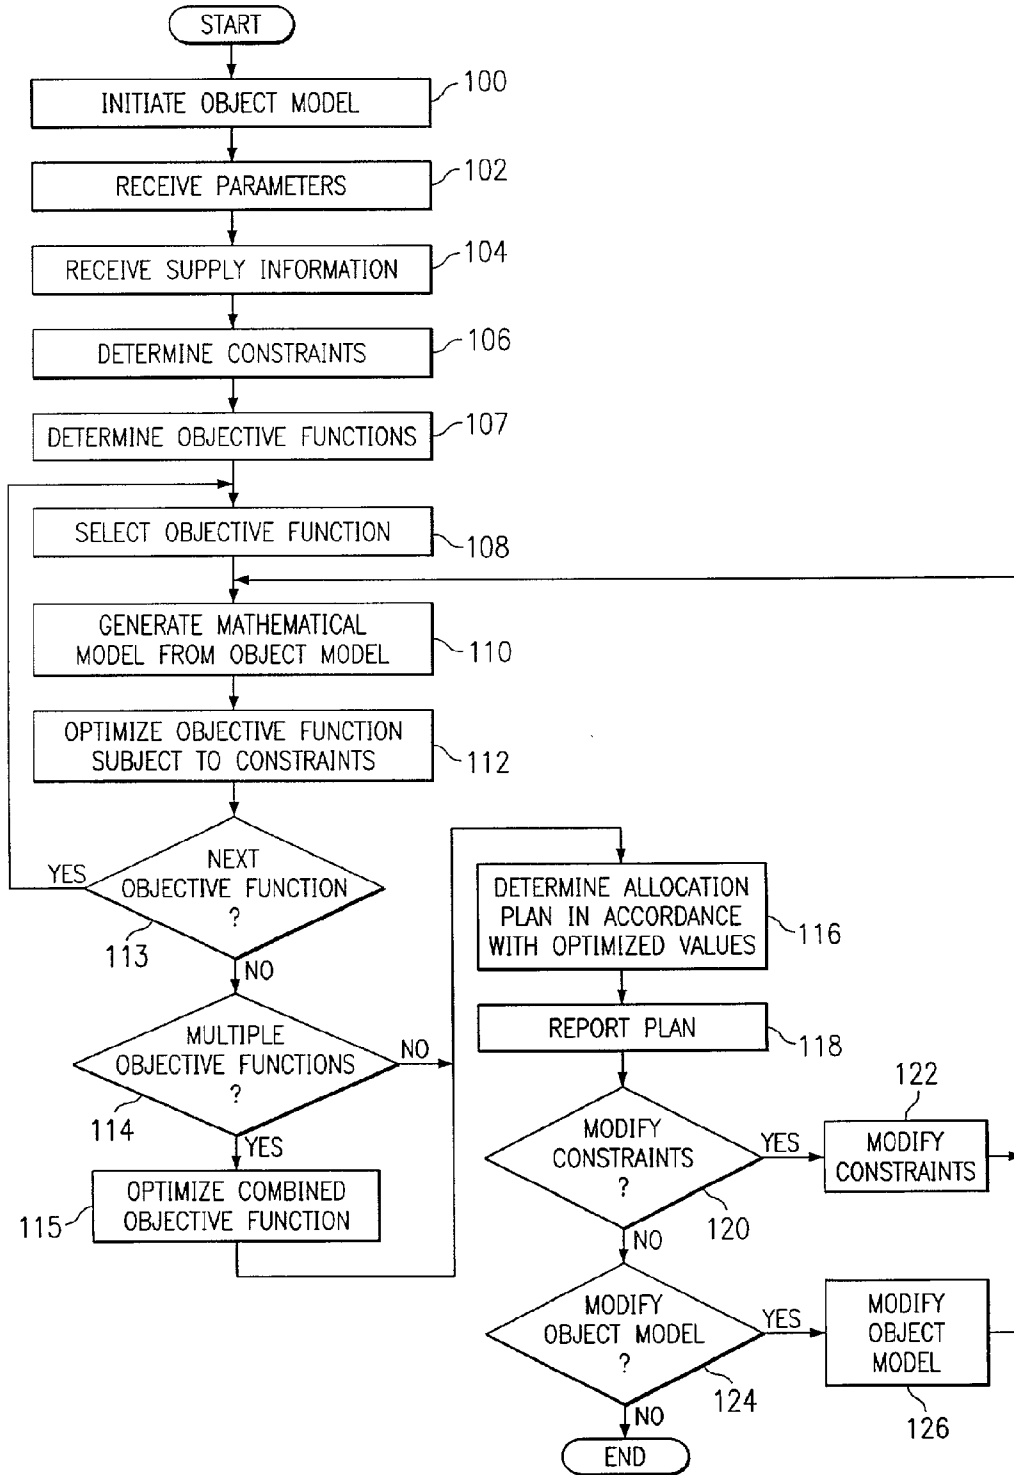 START
INITIATE OBJECT MODEL
100
RECEIVE PARAMETERS
102
RECEIVE SUPPLY INFORMATION
104
DETERMINE CONSTRAINTS
106
DETERMINE OBJECTIVE FUNCTIONS
107
SELECT OBJECTIVE FUNCTION
108
GENERATE MATHEMATICAL
MODEL FROM OBJECT MODEL
110
OPTIMIZE OBJECTIVE FUNCTION
SUBJECT TO CONSTRAINTS
112
NEXT
OBJECTIVE FUNCTION
?
YES
113
NO
MULTIPLE
OBJECTIVE FUNCTIONS
?
NO
114
YES
OPTIMIZE COMBINED
OBJECTIVE FUNCTION
115
DETERMINE ALLOCATION
PLAN IN ACCORDANCE
WITH OPTIMIZED VALUES
116
REPORT PLAN
118
MODIFY
CONSTRAINTS
?
YES
120
122
MODIFY
CONSTRAINTS
NO
MODIFY
OBJECT MODEL
?
YES
124
MODIFY
OBJECT
MODEL
126
NO
END